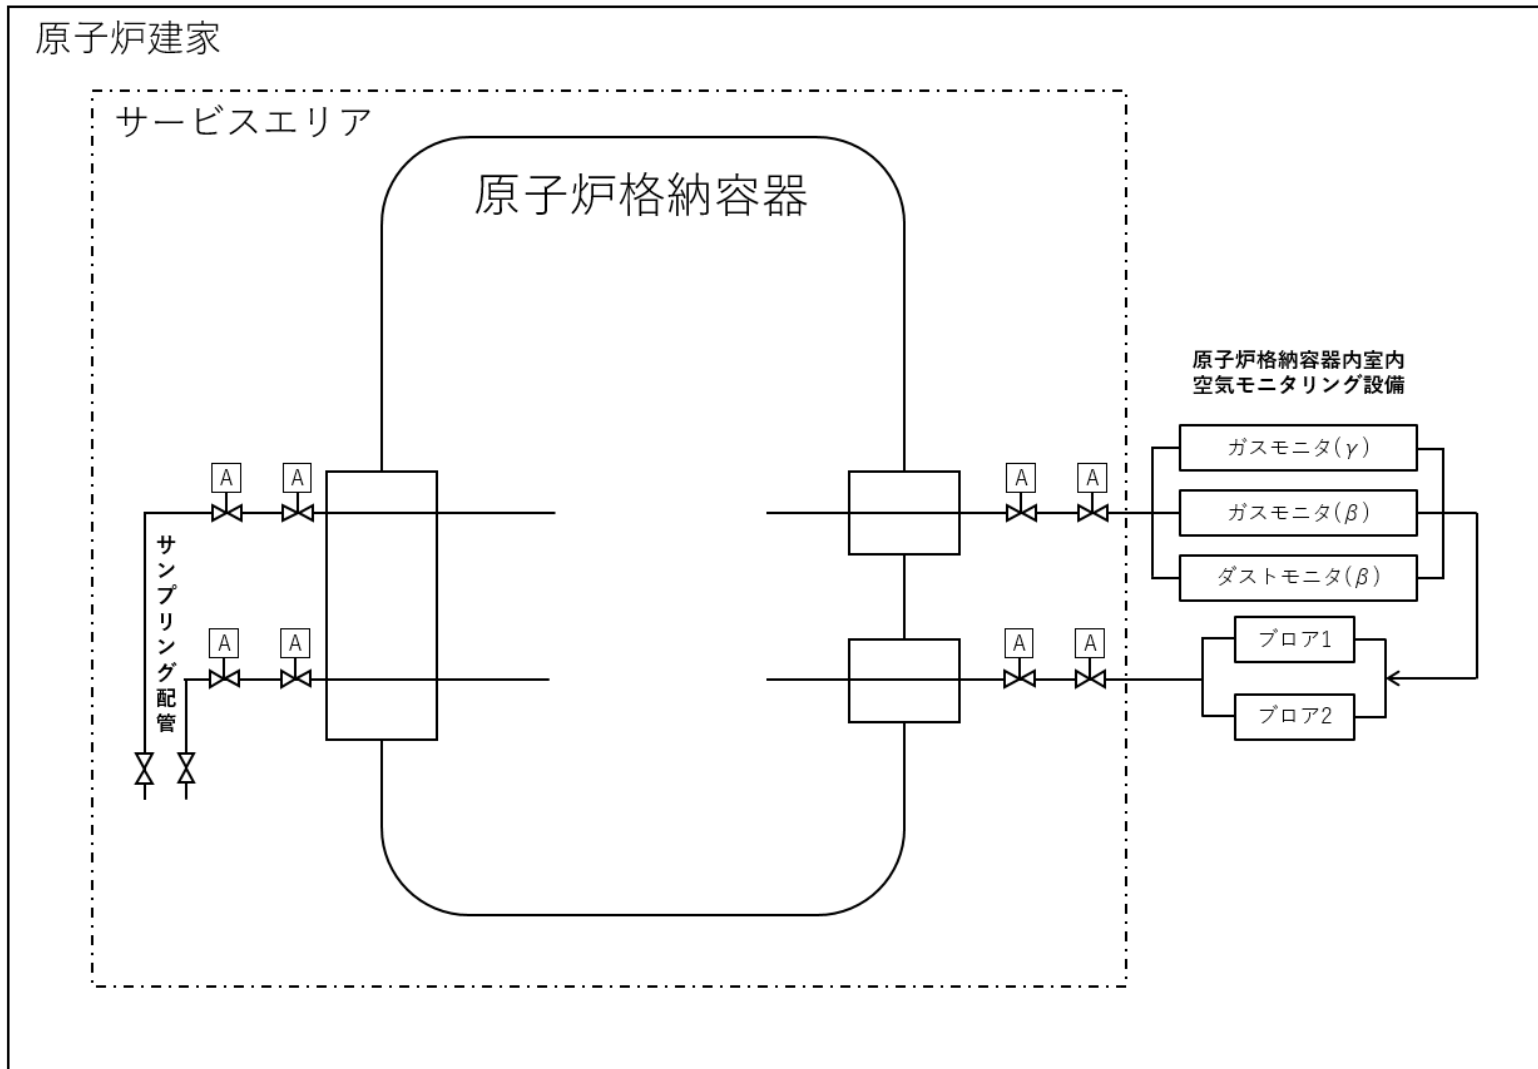 原子炉建家
サービスエリア
原子炉格納容器
原子炉格納容器内室内
空気モニタリング設備
ガスモニタ(γ)
A
A
A
A
ガスモニタ(β)
サンプリング配管
ダストモニタ(β)
ブロア1
A
A
A
A
ブロア2